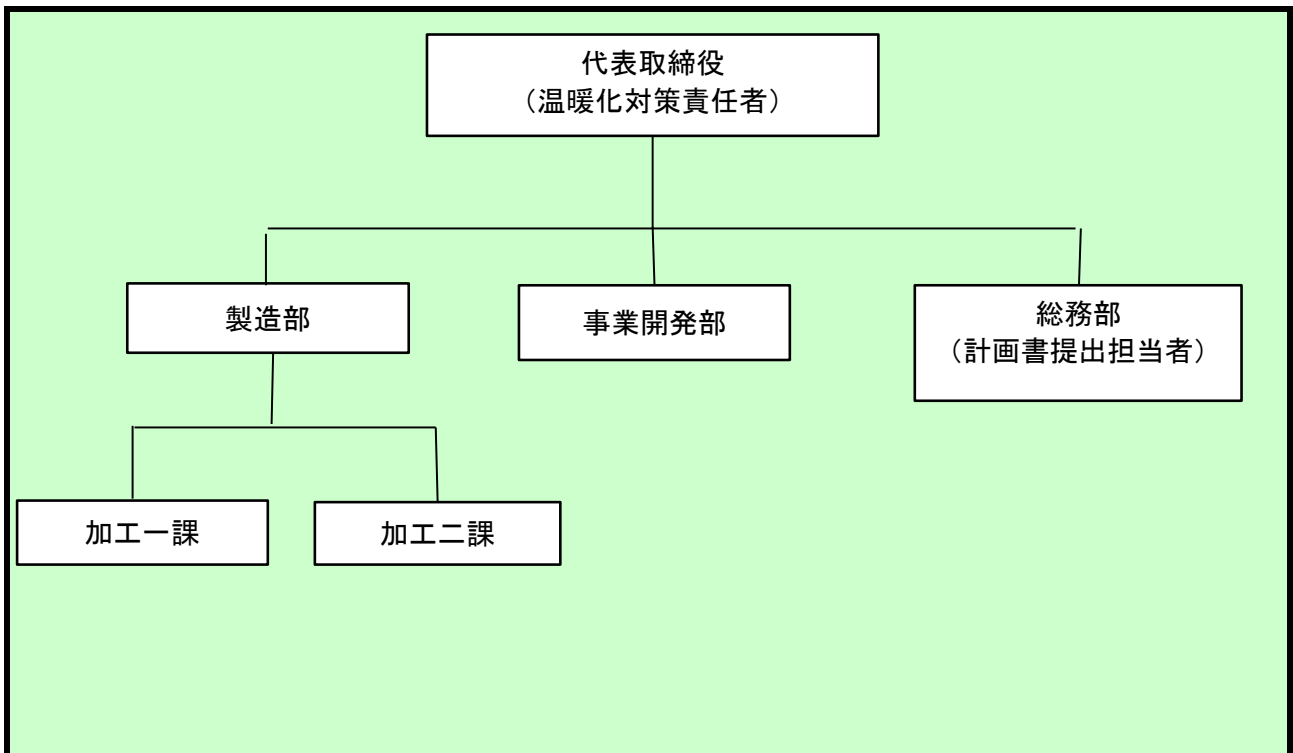 代表取締役
（温暖化対策責任者）
製造部
事業開発部
総務部
（計画書提出担当者）
加工一課
加工二課